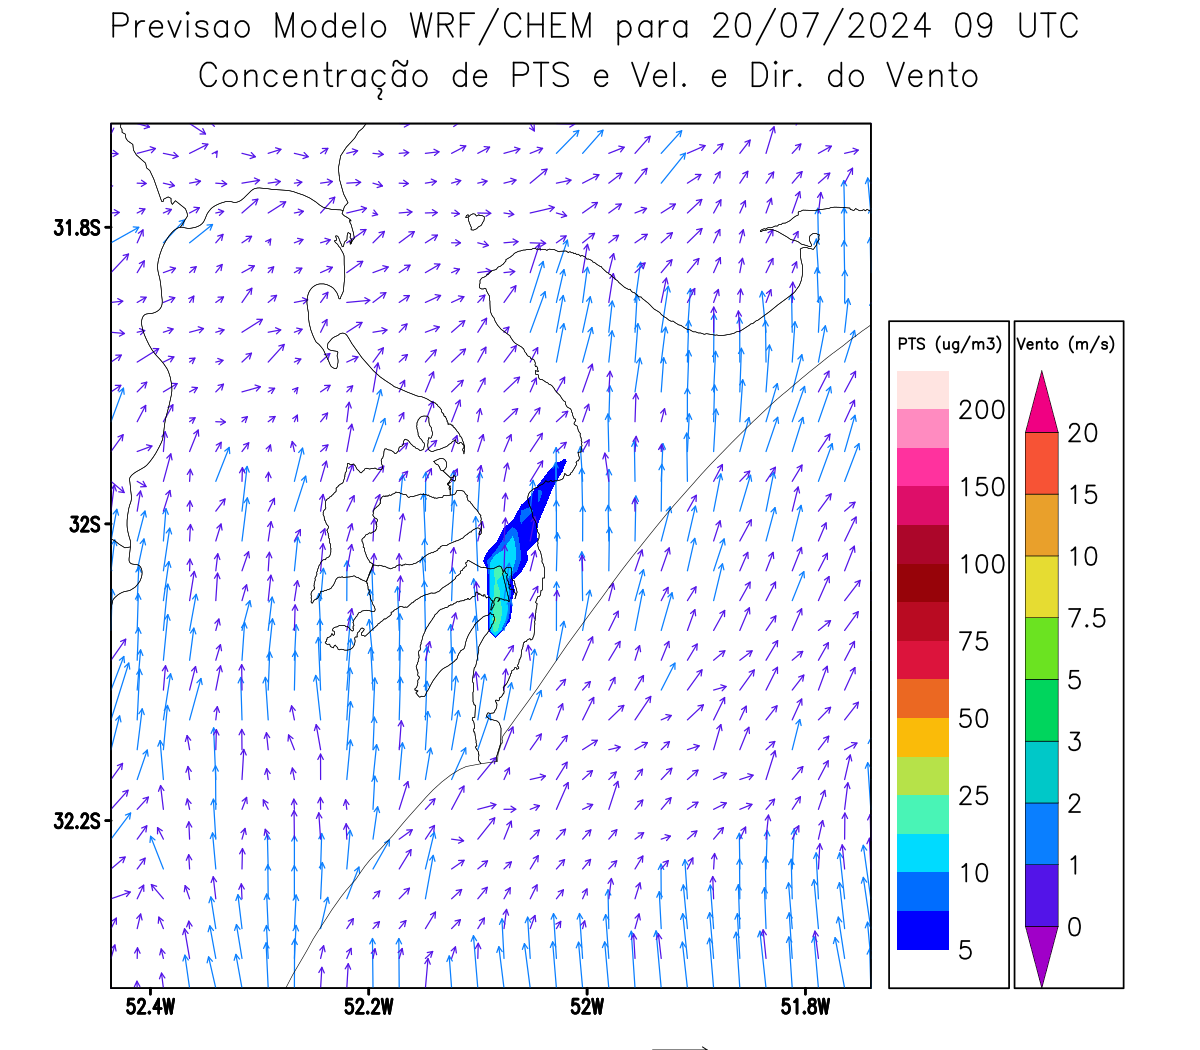 Previsao Modelo WRF/CHEM para 20/07/2024 09 UTC
Concentração de PTS e Vel. e Dir. do Vento
31.8S
32S
32.2S
52.4W 52.2W 52W 51.8W
PTS (ug/m3)
200
150
100
75
50
25
10
5
Vento (m/s)
20
15
10
7.5
5
3
2
1
0